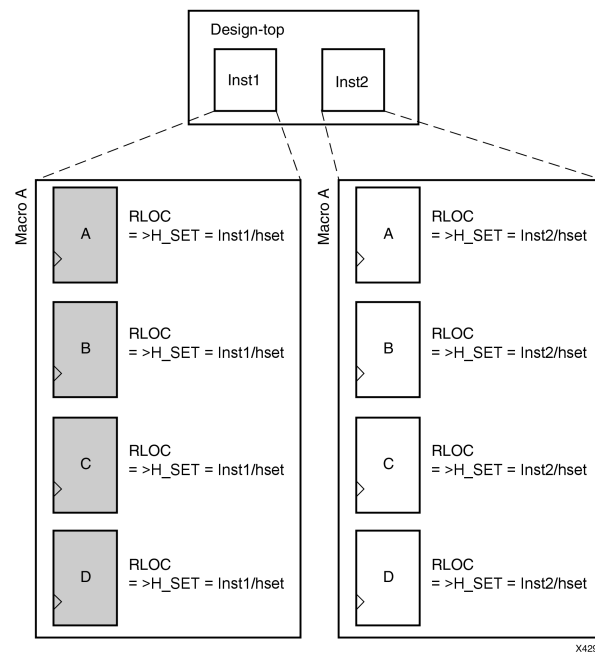 Design-top
Inst1
Inst2
Macro A
A
RLOC
= >H_SET = Inst1/hset
B
RLOC
= >H_SET = Inst1/hset
C
RLOC
= >H_SET = Inst1/hset
D
RLOC
= >H_SET = Inst1/hset
Macro A
A
RLOC
= >H_SET = Inst2/hset
B
RLOC
= >H_SET = Inst2/hset
C
RLOC
= >H_SET = Inst2/hset
D
RLOC
= >H_SET = Inst2/hset